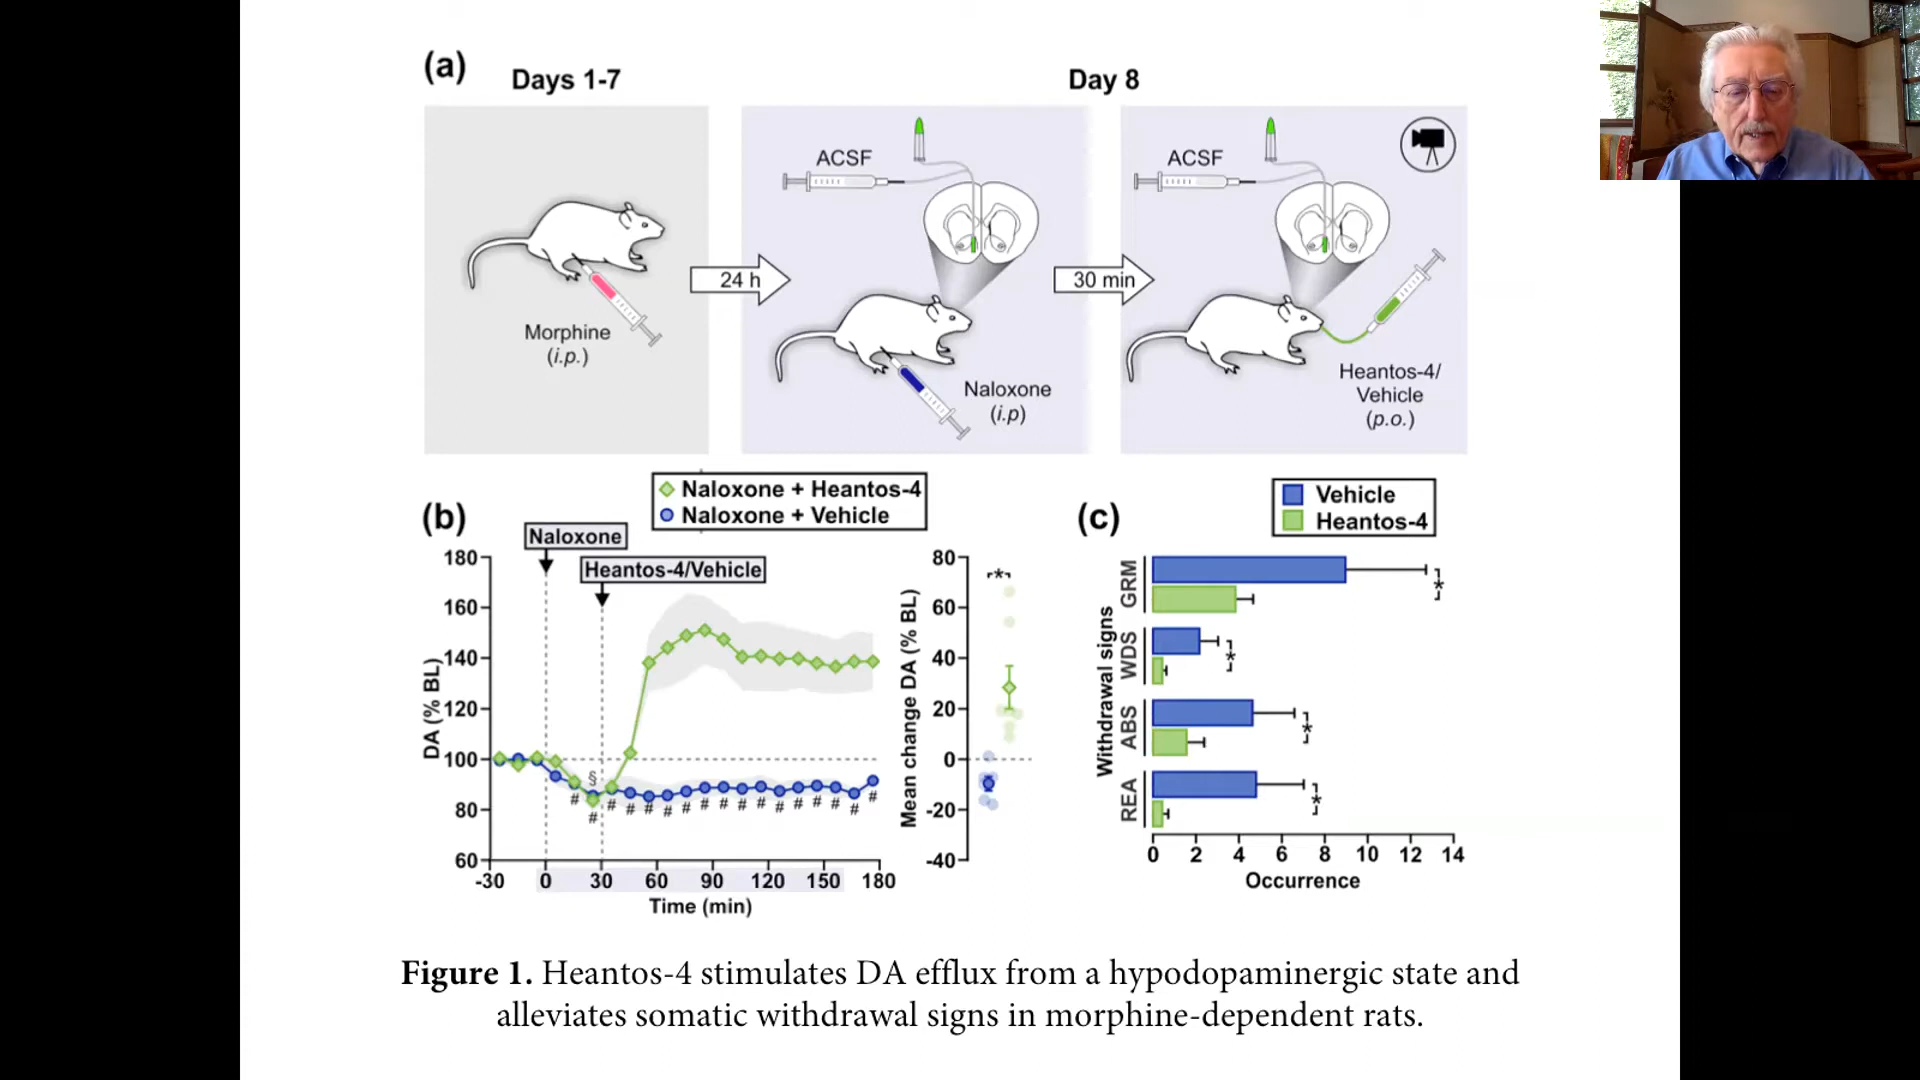 (a)
Days 1-7
Day 8
ACSF
ACSF
24 h
30 min
Morphine
(i.p.)
Naloxone
(i.p)
Heantos-4/
Vehicle
(p.o.)
(b)
Naloxone + Heantos-4
Naloxone + Vehicle
Naloxone
Heantos-4/Vehicle
DA (% BL)
180
160
140
120
100
80
60
§
# # # # # # # # # # # # # # # # #
-30 0 30 60 90 120 150 180
Time (min)
Mean change DA (% BL)
80
60
40
20
0
-20
-40
*
(c)
Vehicle
Heantos-4
Withdrawal signs
GRM
*
WDS
*
ABS
*
REA
*
0 2 4 6 8 10 12 14
Occurrence
Figure 1. Heantos-4 stimulates DA efflux from a hypodopaminergic state and
alleviates somatic withdrawal signs in morphine-dependent rats.